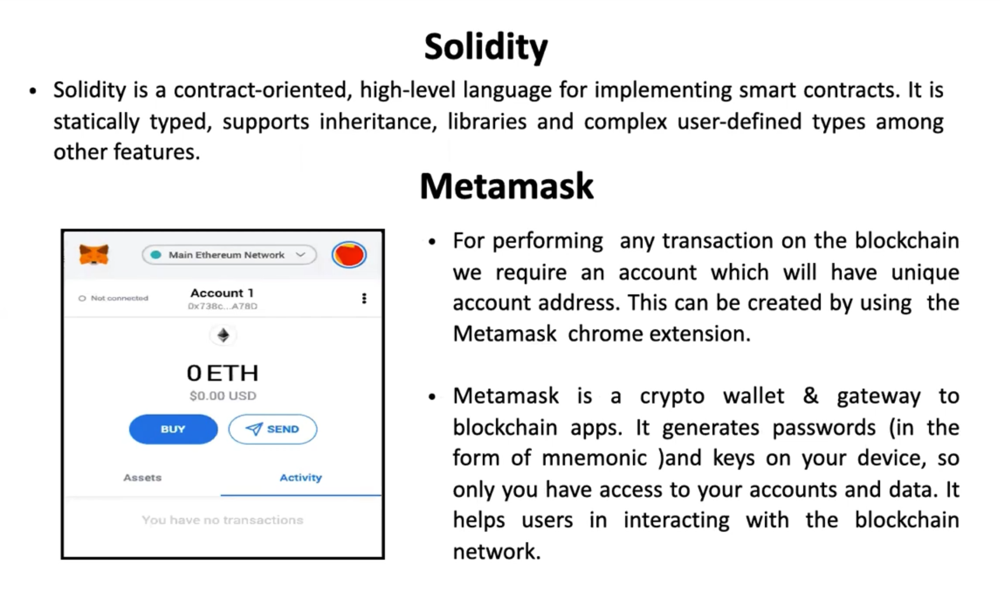 Solidity
• Solidity is a contract-oriented, high-level language for implementing smart contracts. It is
statically typed, supports inheritance, libraries and complex user-defined types among
other features.
Metamask
Main Ethereum Network
Not connected
Account 1
0x738c...A78D
0 ETH
$0.00 USD
BUY
SEND
Assets
Activity
You have no transactions
• For performing any transaction on the blockchain
we require an account which will have unique
account address. This can be created by using the
Metamask chrome extension.
• Metamask is a crypto wallet & gateway to
blockchain apps. It generates passwords (in the
form of mnemonic )and keys on your device, so
only you have access to your accounts and data. It
helps users in interacting with the blockchain
network.